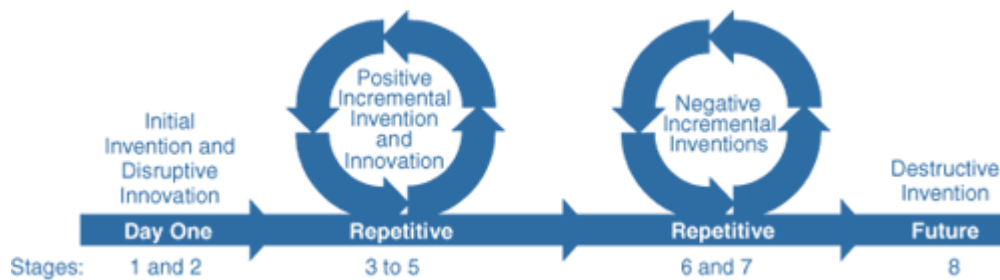 Initial
Invention and
Disruptive
Innovation
Positive
Incremental
Invention
and
Innovation
Negative
Incremental
Inventions
Destructive
Invention
Day One
Repetitive
Repetitive
Future
Stages: 1 and 2 3 to 5 6 and 7 8